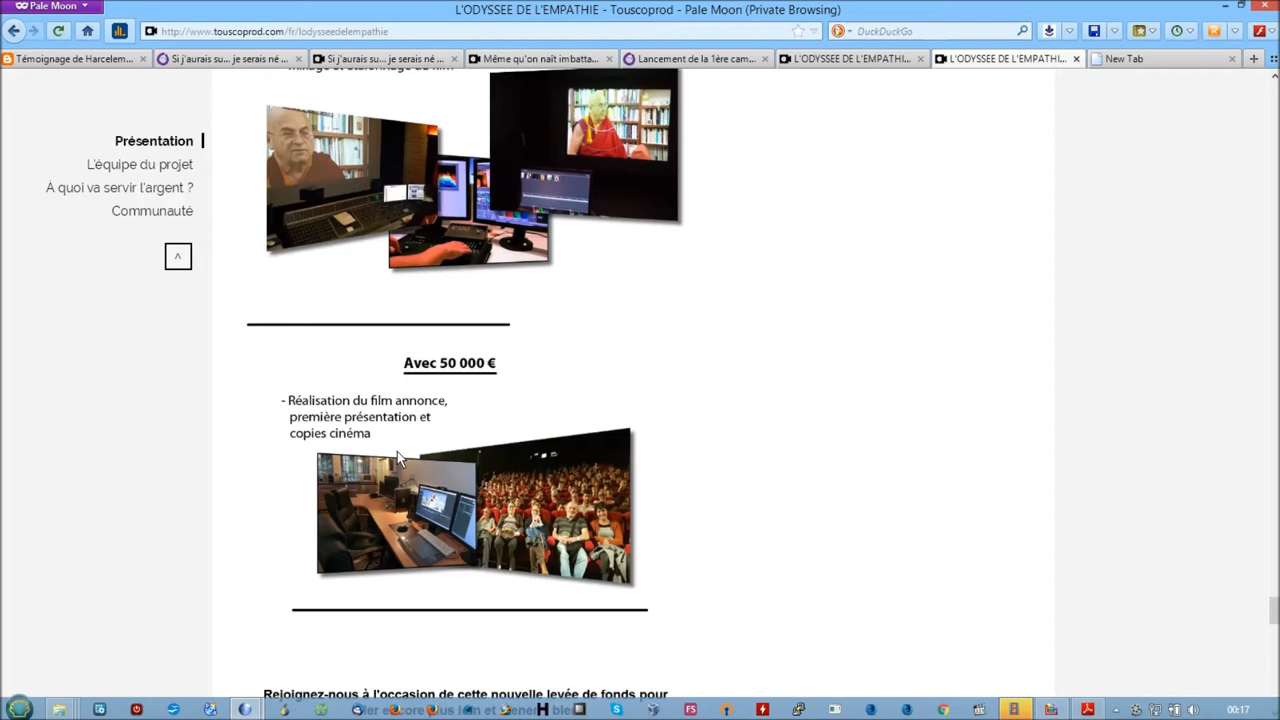 Pale Moon
L'ODYSSEE DE L'EMPATHIE - Touscoprod - Pale Moon (Private Browsing)
http://www.touscoprod.com/fr/lodysseedelempathie
DuckDuckGo
Témoignage de Harcelem...
Si j'aurais su... je serais né ...
Si j'aurais su... je serais né ...
Même qu'on naît imbatta...
Lancement de la 1ère cam...
L'ODYSSEE DE L'EMPATHI...
L'ODYSSEE DE L'EMPATHI...
New Tab
Présentation
L'équipe du projet
À quoi va servir l'argent ?
Communauté
Avec 50 000 €
- Réalisation du film annonce,
première présentation et
copies cinéma
Rejoignez-nous à l'occasion de cette nouvelle levée de fonds pour
00:17